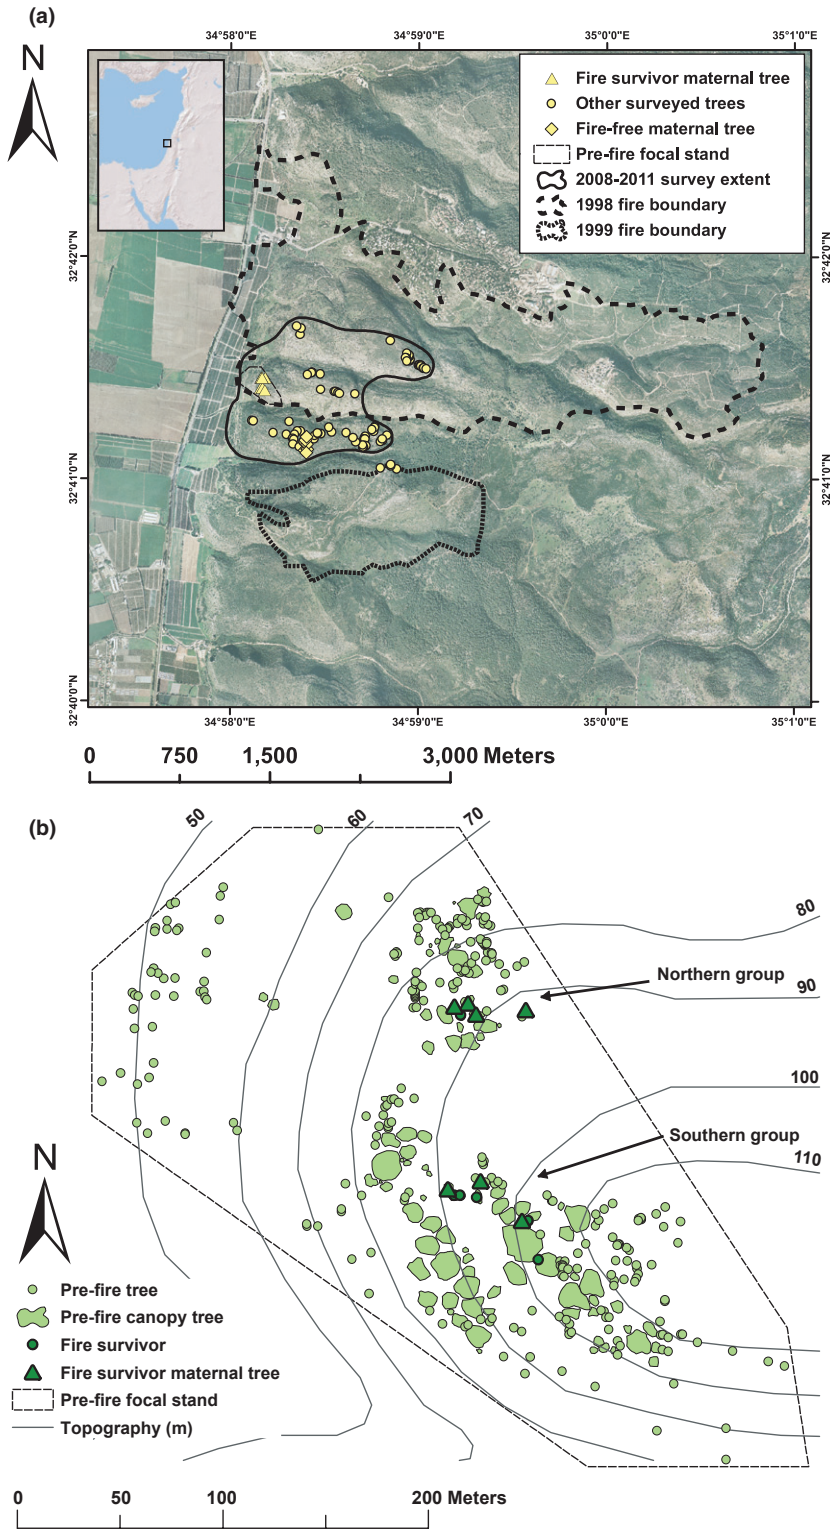 (a)
34°58'0"E 34°59'0"E 35°0'0"E 35°1'0"E
N
Fire survivor maternal tree
Other surveyed trees
Fire-free maternal tree
Pre-fire focal stand
2008-2011 survey extent
1998 fire boundary
1999 fire boundary
32°42'0"N 32°42'0"N
32°41'0"N 32°41'0"N
32°40'0"N 32°40'0"N
34°58'0"E 34°59'0"E 35°0'0"E 35°1'0"E
0 750 1,500 3,000 Meters
(b)
50 60 70
80
Northern group
90
100
Southern group
110
N
Pre-fire tree
Pre-fire canopy tree
Fire survivor
Fire survivor maternal tree
Pre-fire focal stand
Topography (m)
0 50 100 200 Meters